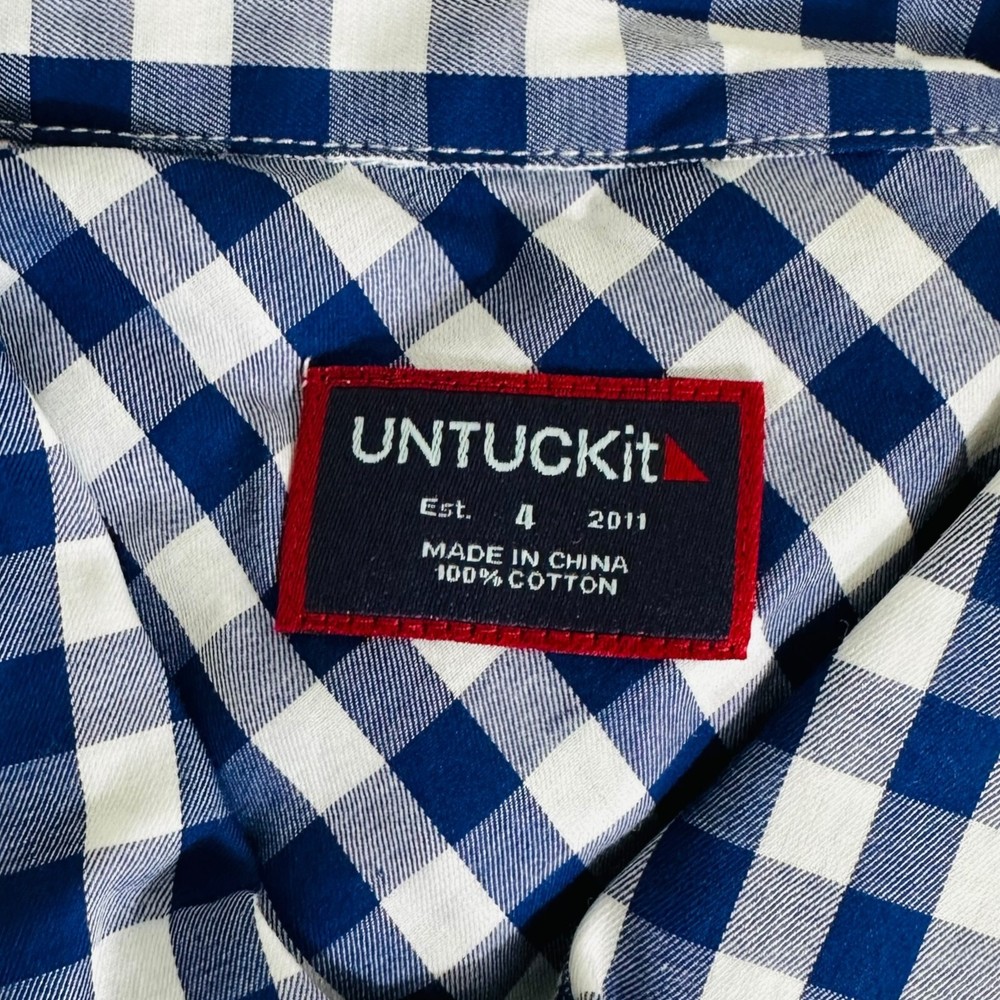 UNTUCKit
Est. 4 2011
MADE IN CHINA
100% COTTON